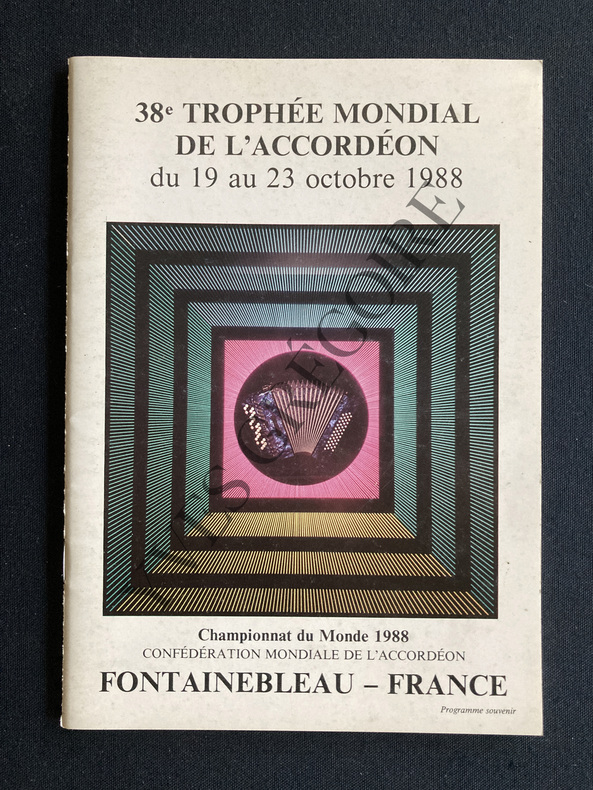 38e TROPHÉE MONDIAL
DE L'ACCORDÉON
du 19 au 23 octobre 1988
GRÉGOIRE
Championnat du Monde 1988
CONFÉDÉRATION MONDIALE DE L'ACCORDÉON
FONTAINEBLEAU – FRANCE
Programme souvenir